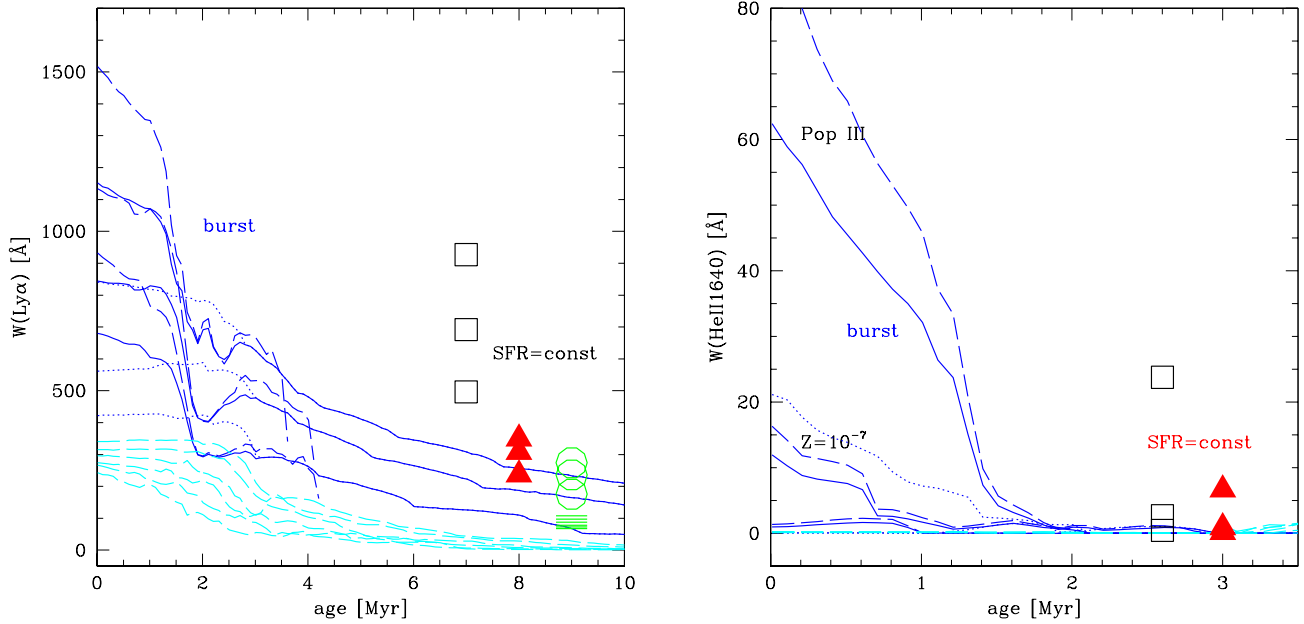 1500
1000
500
0
W(Lyα) [Å]
burst
SFR=const
0
2
4
6
8
10
age [Myr]
80
60
40
20
0
W(HeII1640) [Å]
Pop III
burst
Z=10⁻⁷
SFR=const
0
1
2
3
age [Myr]